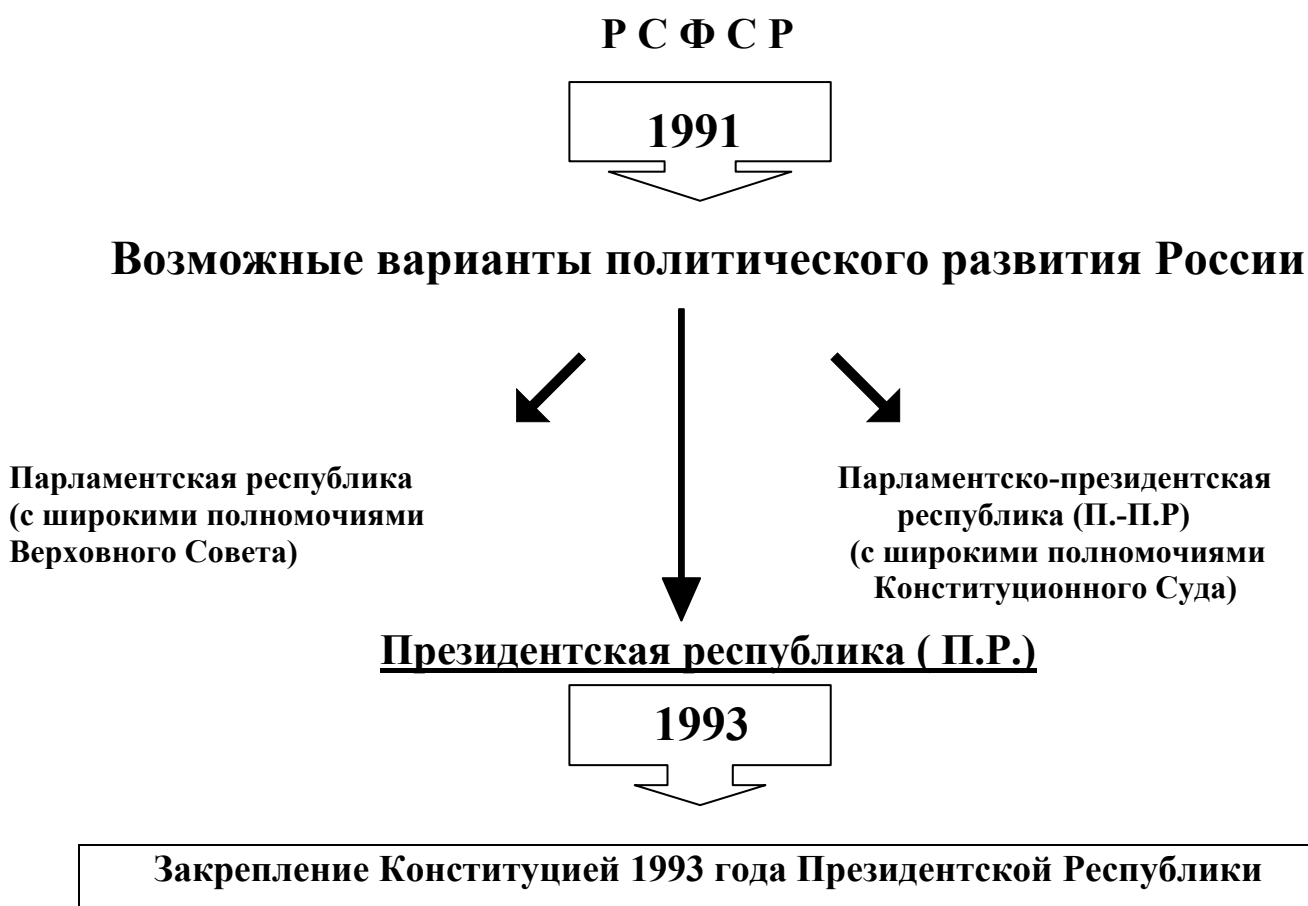 Р С Ф С Р
1991
Возможные варианты политического развития России
Парламентская республика
(с широкими полномочиями
Верховного Совета)
Парламентско-президентская
республика (П.-П.Р)
(с широкими полномочиями
Конституционного Суда)
Президентская республика ( П.Р.)
1993
Закрепление Конституцией 1993 года Президентской Республики